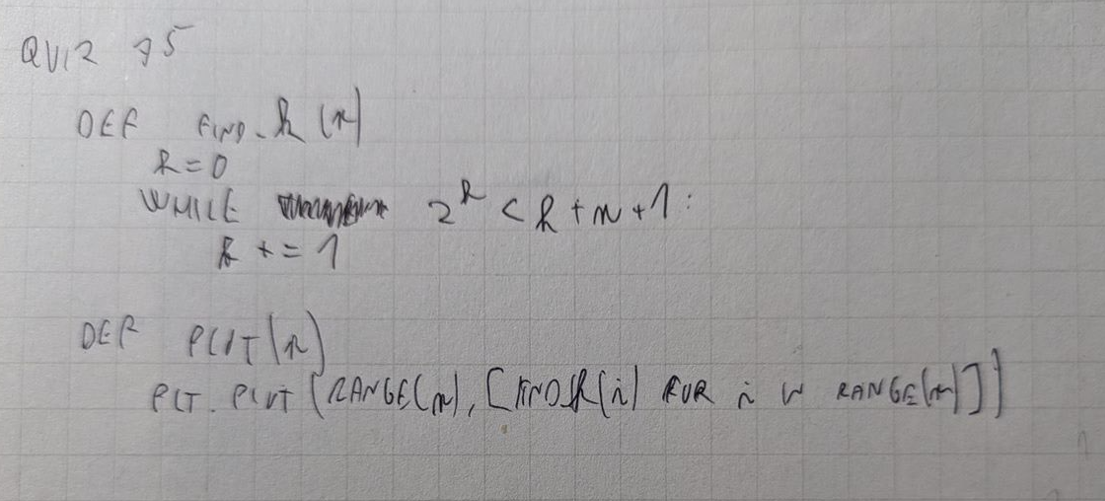 QUIZ 75
DEF FIND_k(n)
k=0
WHILE 2^k < k+n+1:
k += 1
DEF PLOT(n)
PLT.PLOT(RANGE(n), [FIND_k(i) FOR i IN RANGE(n)])